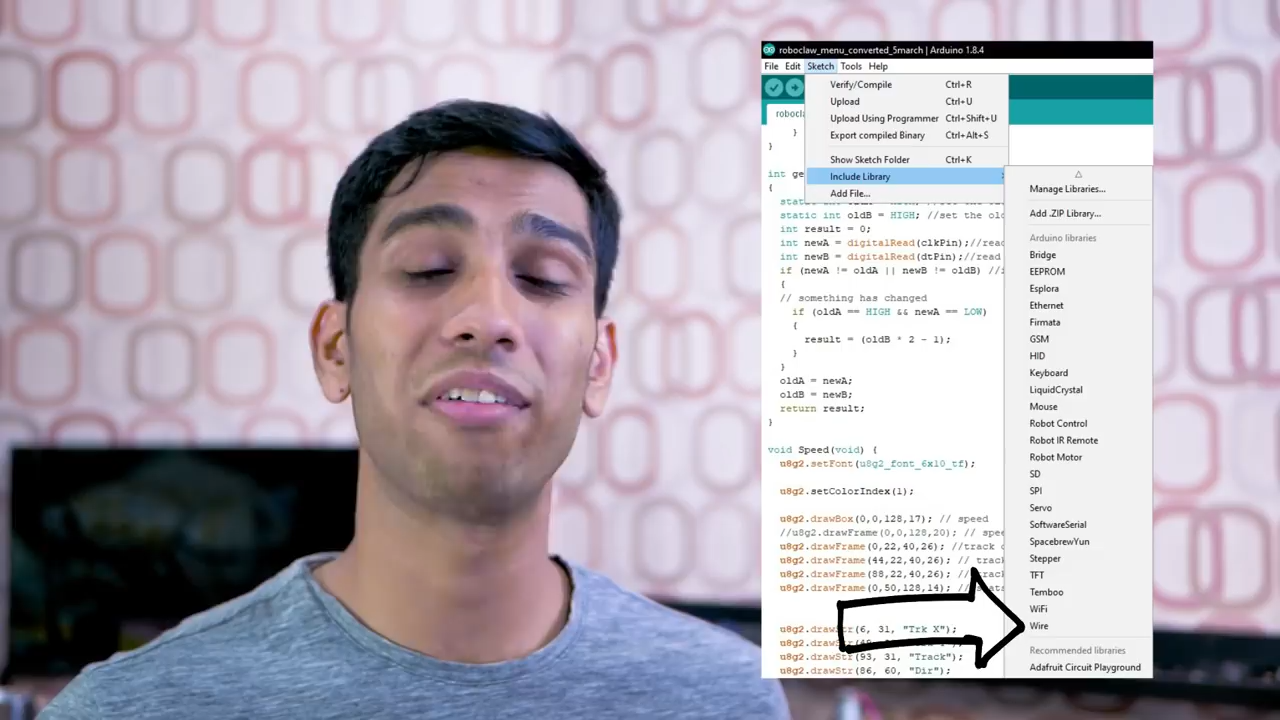 roboclaw_menu_converted_5march | Arduino 1.8.4
File Edit Sketch Tools Help
Verify/Compile Ctrl+R
Upload Ctrl+U
Upload Using Programmer Ctrl+Shift+U
Export compiled Binary Ctrl+Alt+S
Show Sketch Folder Ctrl+K
Include Library
Add File...
Manage Libraries...
Add .ZIP Library...
Arduino libraries
Bridge
EEPROM
Esplora
Ethernet
Firmata
GSM
HID
Keyboard
LiquidCrystal
Mouse
Robot Control
Robot IR Remote
Robot Motor
SD
SPI
Servo
SoftwareSerial
SpacebrewYun
Stepper
TFT
Temboo
WiFi
Wire
Recommended libraries
Adafruit Circuit Playground
}
}
int
{
static int oldB = HIGH; //set the
int result = 0;
int newA = digitalRead(clkPin);
int newB = digitalRead(dtPin);//read
if (newA != oldA || newB != oldB)
{
// something has changed
if (oldA == HIGH && newA == LOW)
{
result = (oldB * 2 - 1);
}
}
oldA = newA;
oldB = newB;
return result;
}
void Speed(void) {
u8g2.setFont(u8g2_font_6x10_tf);
u8g2.setColorIndex(1);
u8g2.drawBox(0,0,128,17); // speed
//u8g2.drawFrame(0,0,128,20); //
u8g2.drawFrame(0,22,40,26);
u8g2.drawFrame(44,22,40,26); //
u8g2.drawFrame(88,22,40,26);
u8g2.drawFrame(0,50,128,14);
(6, 31, "Trk X");
u8g2.drawStr(93, 31, "Track");
u8g2.drawStr(86, 60, "Dir");